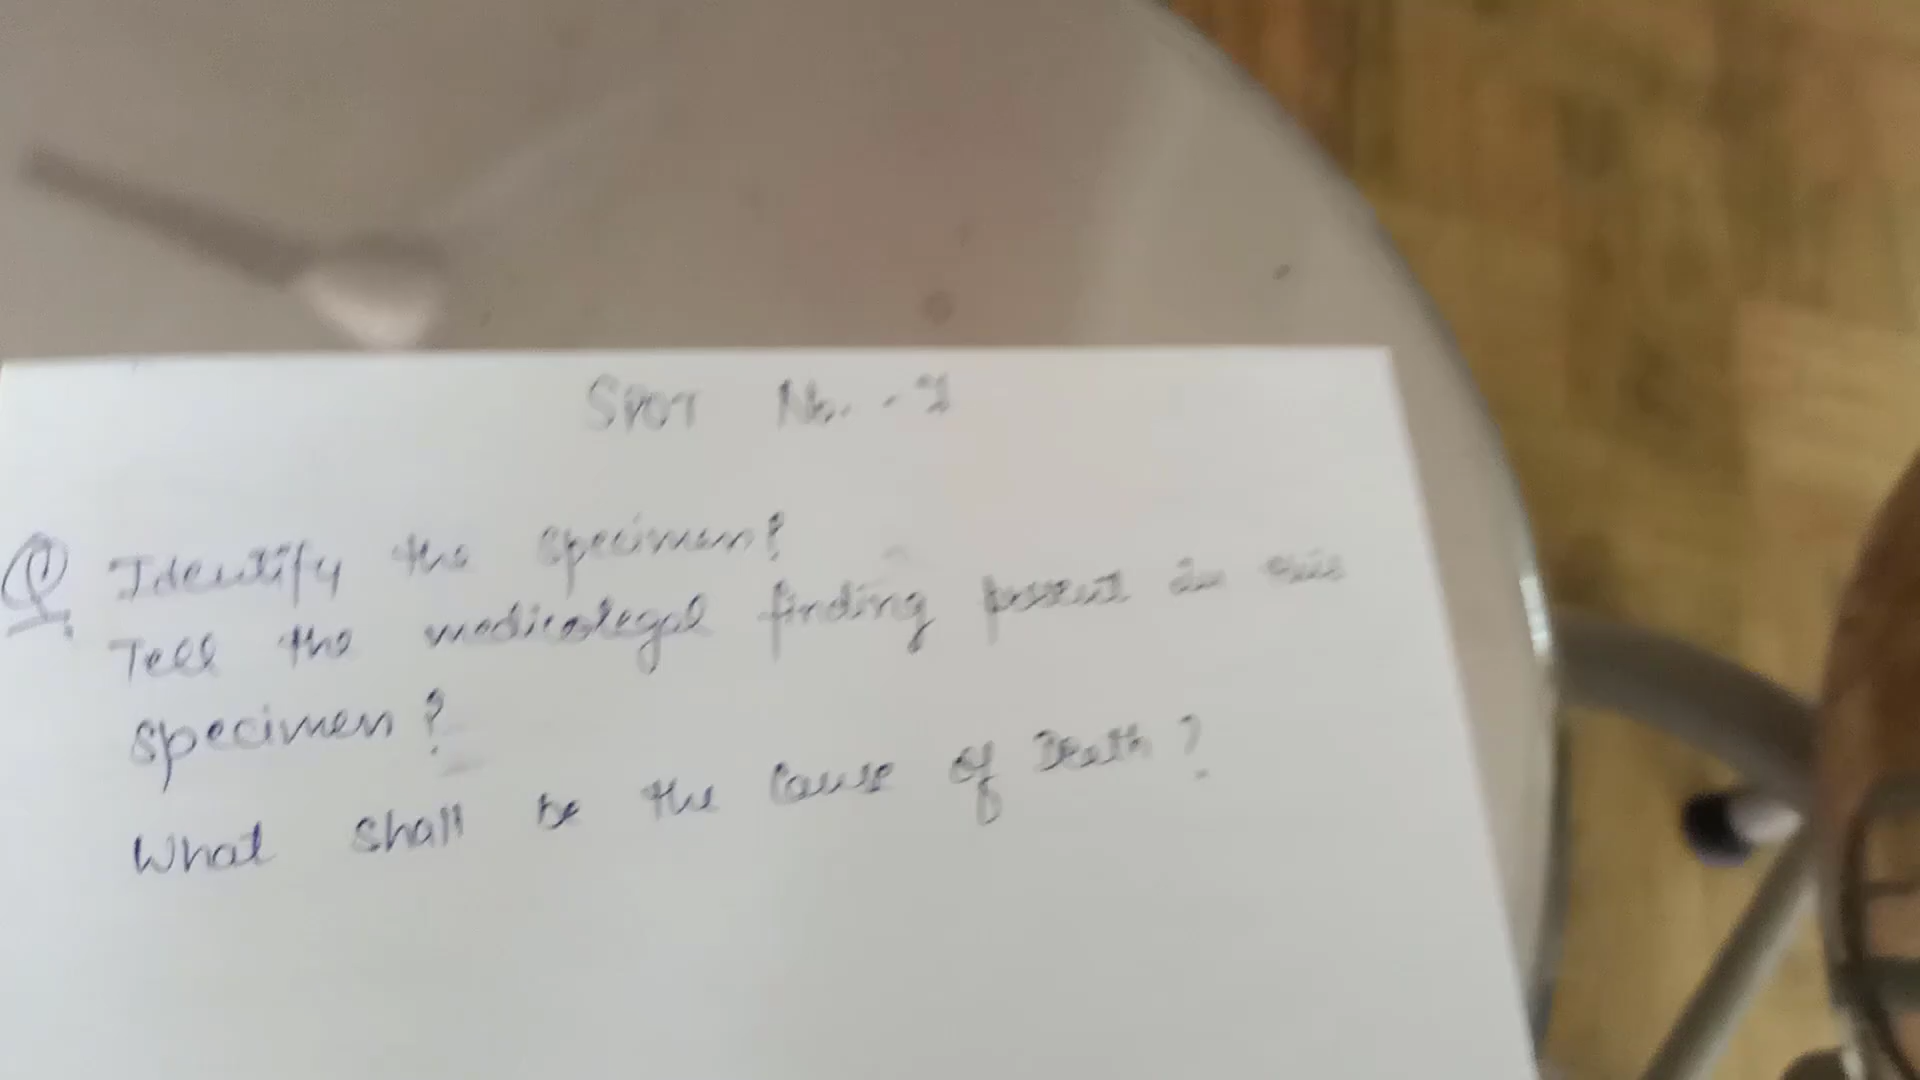 SPOT No. - 1
Q. Identify the specimen?
Tell the medicolegal finding present in this
specimen?
What shall be the Cause of Death?